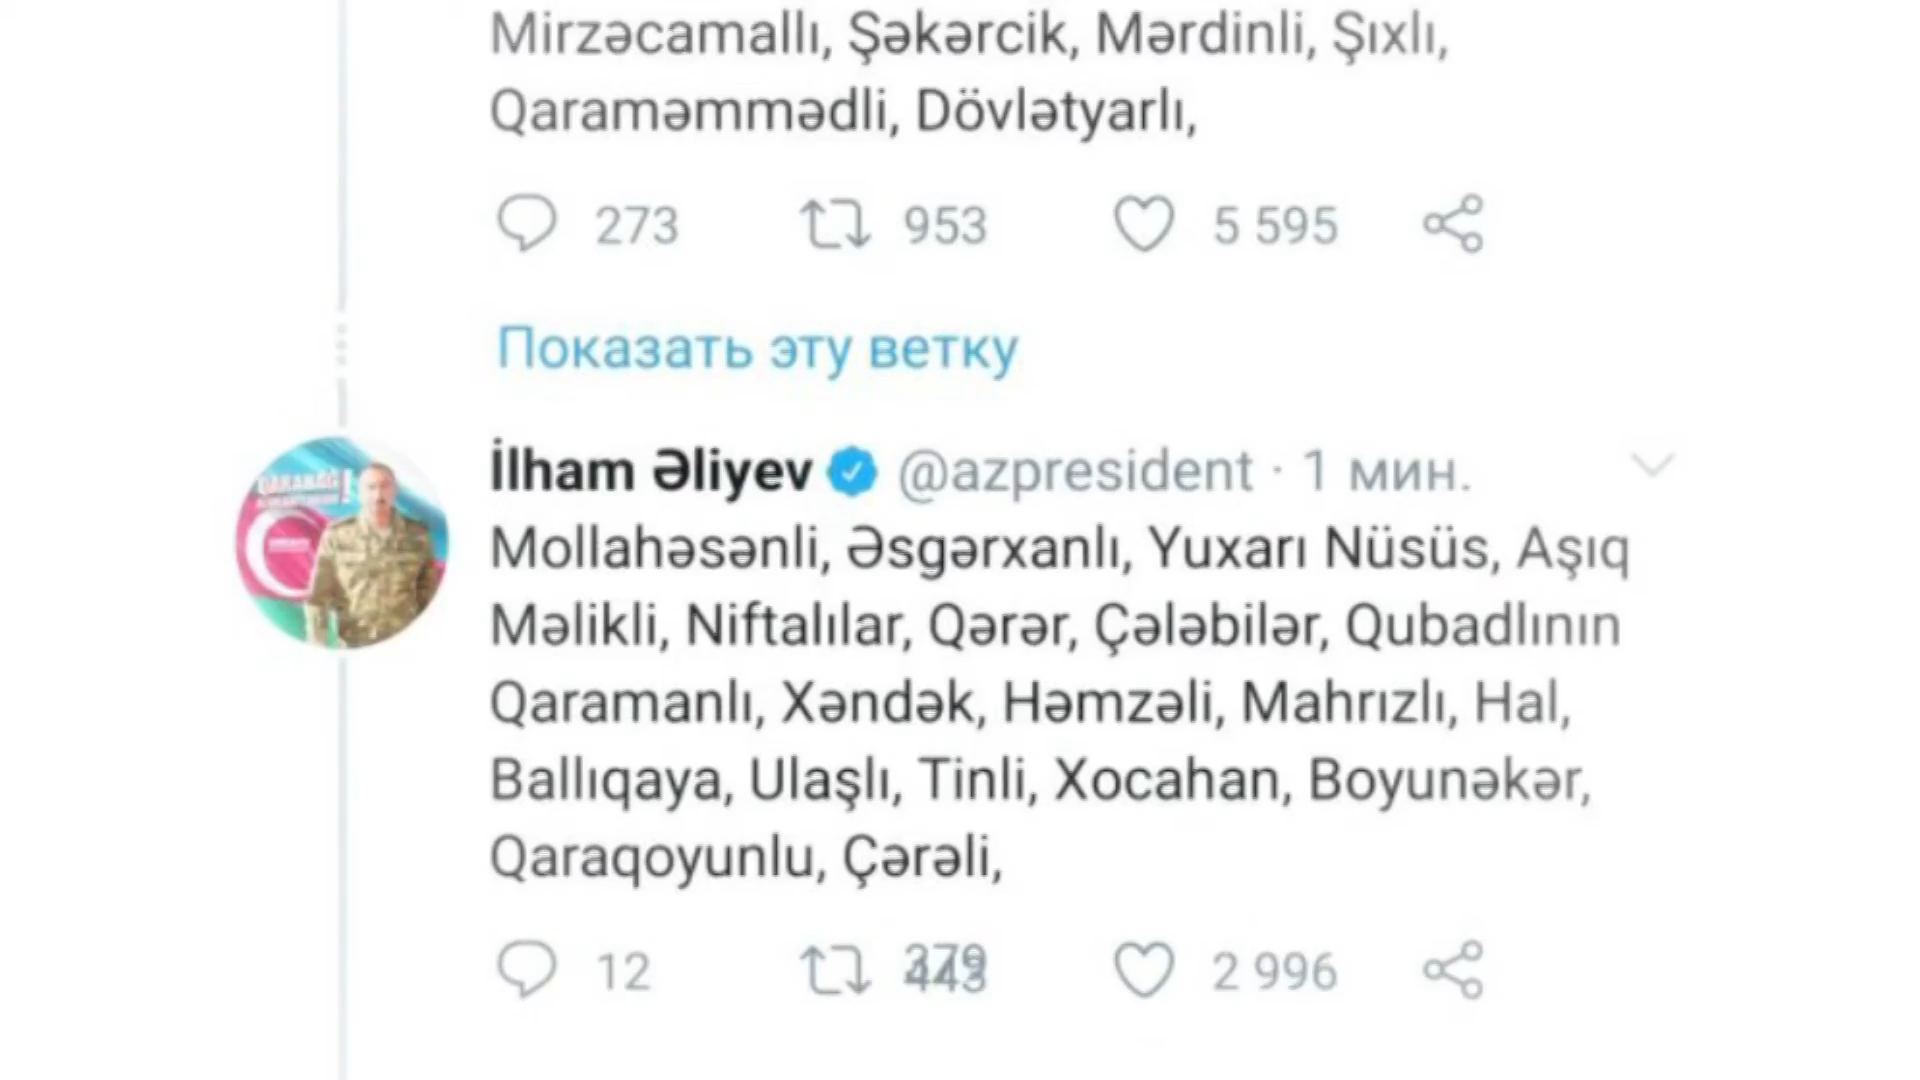 Mirzəcamallı, Şəkərcik, Mərdinli, Şıxlı,
Qaraməmmədli, Dövlətyarlı,
273 953 5 595
Показать эту ветку
İlham Əliyev @azpresident · 1 мин.
Mollahəsənli, Əsgərxanlı, Yuxarı Nüsüs, Aşıq
Məlikli, Niftalılar, Qərər, Çələbilər, Qubadlının
Qaramanlı, Xəndək, Həmzəli, Mahrızlı, Hal,
Ballıqaya, Ulaşlı, Tinli, Xocahan, Boyunəkər,
Qaraqoyunlu, Çərəli,
12 2 996